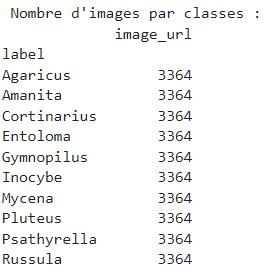 Nombre d'images par classes :
image_url
label
Agaricus 3364
Amanita 3364
Cortinarius 3364
Entoloma 3364
Gymnopilus 3364
Inocybe 3364
Mycena 3364
Pluteus 3364
Psathyrella 3364
Russula 3364